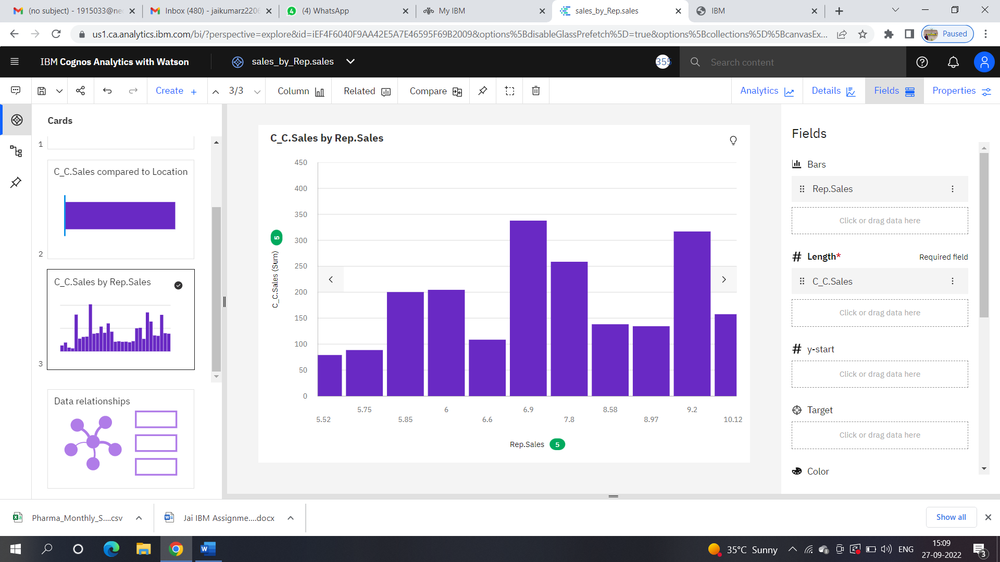 (no subject) - 1915033@ne
Inbox (480) - jaikumarz2206
(4) WhatsApp
My IBM
sales_by_Rep.sales
IBM
us1.ca.analytics.ibm.com/bi/?perspective=explore&id=iEF4F6040F9AA42E5A7E46595F69B2009&options%5BdisableGlassPrefetch%5D=true&options%5Bcollections%5D%5BcanvasEx...
Paused
IBM Cognos Analytics with Watson
sales_by_Rep.sales
355
Search content
Create +
3/3
Column
Related
Compare
Analytics
Details
Fields
Properties
Cards
1
C_C.Sales compared to Location
2
C_C.Sales by Rep.Sales
3
Data relationships
C_C.Sales by Rep.Sales
450
400
350
300
250
200
150
100
50
0
C_C.Sales (Sum) 5
5.52
5.75
5.85
6
6.6
6.9
7.8
8.58
8.97
9.2
10.12
Rep.Sales 5
Fields
Bars
Rep.Sales
Click or drag data here
# Length* Required field
C_C.Sales
Click or drag data here
# y-start
Click or drag data here
Target
Click or drag data here
Color
Pharma_Monthly_S....csv
Jai IBM Assignme....docx
Show all
35°C Sunny
ENG
15:09
27-09-2022
3